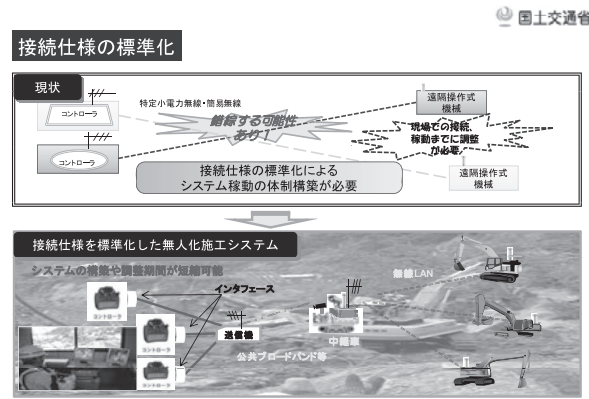 国土交通省
接続仕様の標準化
現状
特定小電力無線・簡易無線
コントローラ
コントローラ
錯綜する可能性
あり！
遠隔操作式
機械
現場での接続、
稼動までに調整
が必要
遠隔操作式
機械
接続仕様の標準化による
システム稼動の体制構築が必要
接続仕様を標準化した無人化施工システム
システムの構築や調整期間が短縮可能
インタフェース
無線LAN
コントローラ
コントローラ
コントローラ
送信機
中継車
公共ブロードバンド等